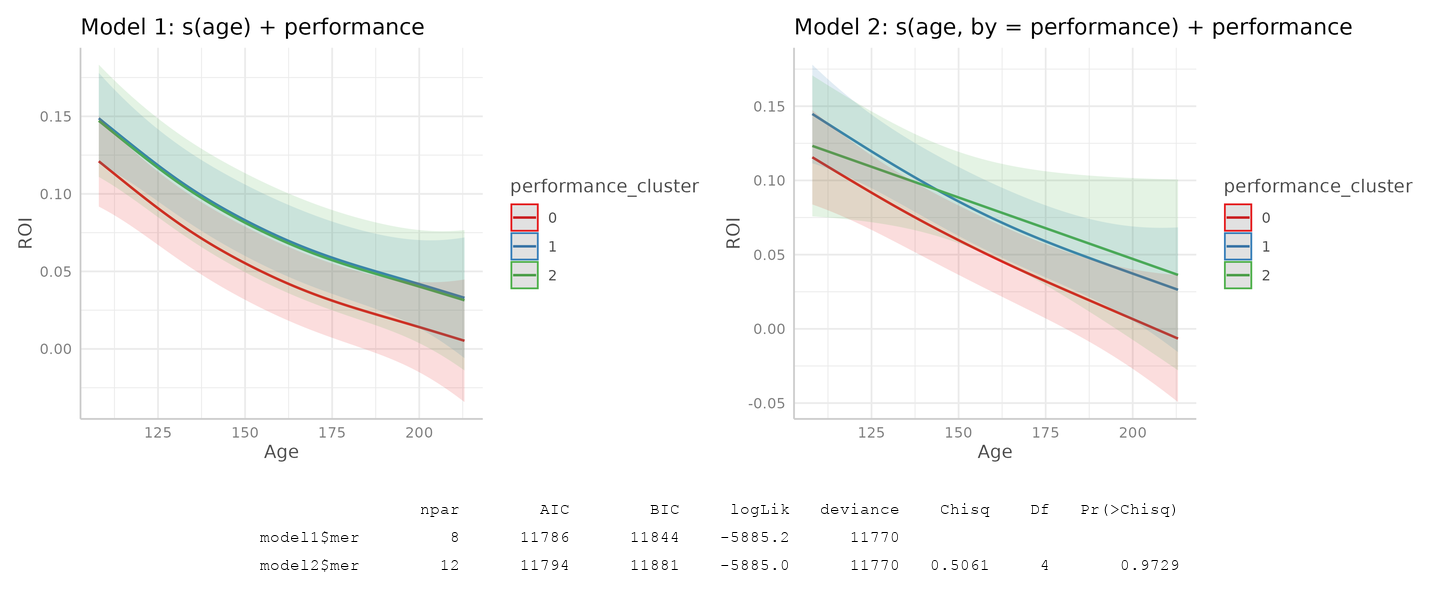 Model 1: s(age) + performance
0.15
0.10
0.05
0.00
ROI
125 150 175 200
Age
performance_cluster
0
1
2
Model 2: s(age, by = performance) + performance
0.15
0.10
0.05
0.00
-0.05
ROI
125 150 175 200
Age
performance_cluster
0
1
2
npar AIC BIC logLik deviance Chisq Df Pr(>Chisq)
model1$mer 8 11786 11844 -5885.2 11770
model2$mer 12 11794 11881 -5885.0 11770 0.5061 4 0.9729